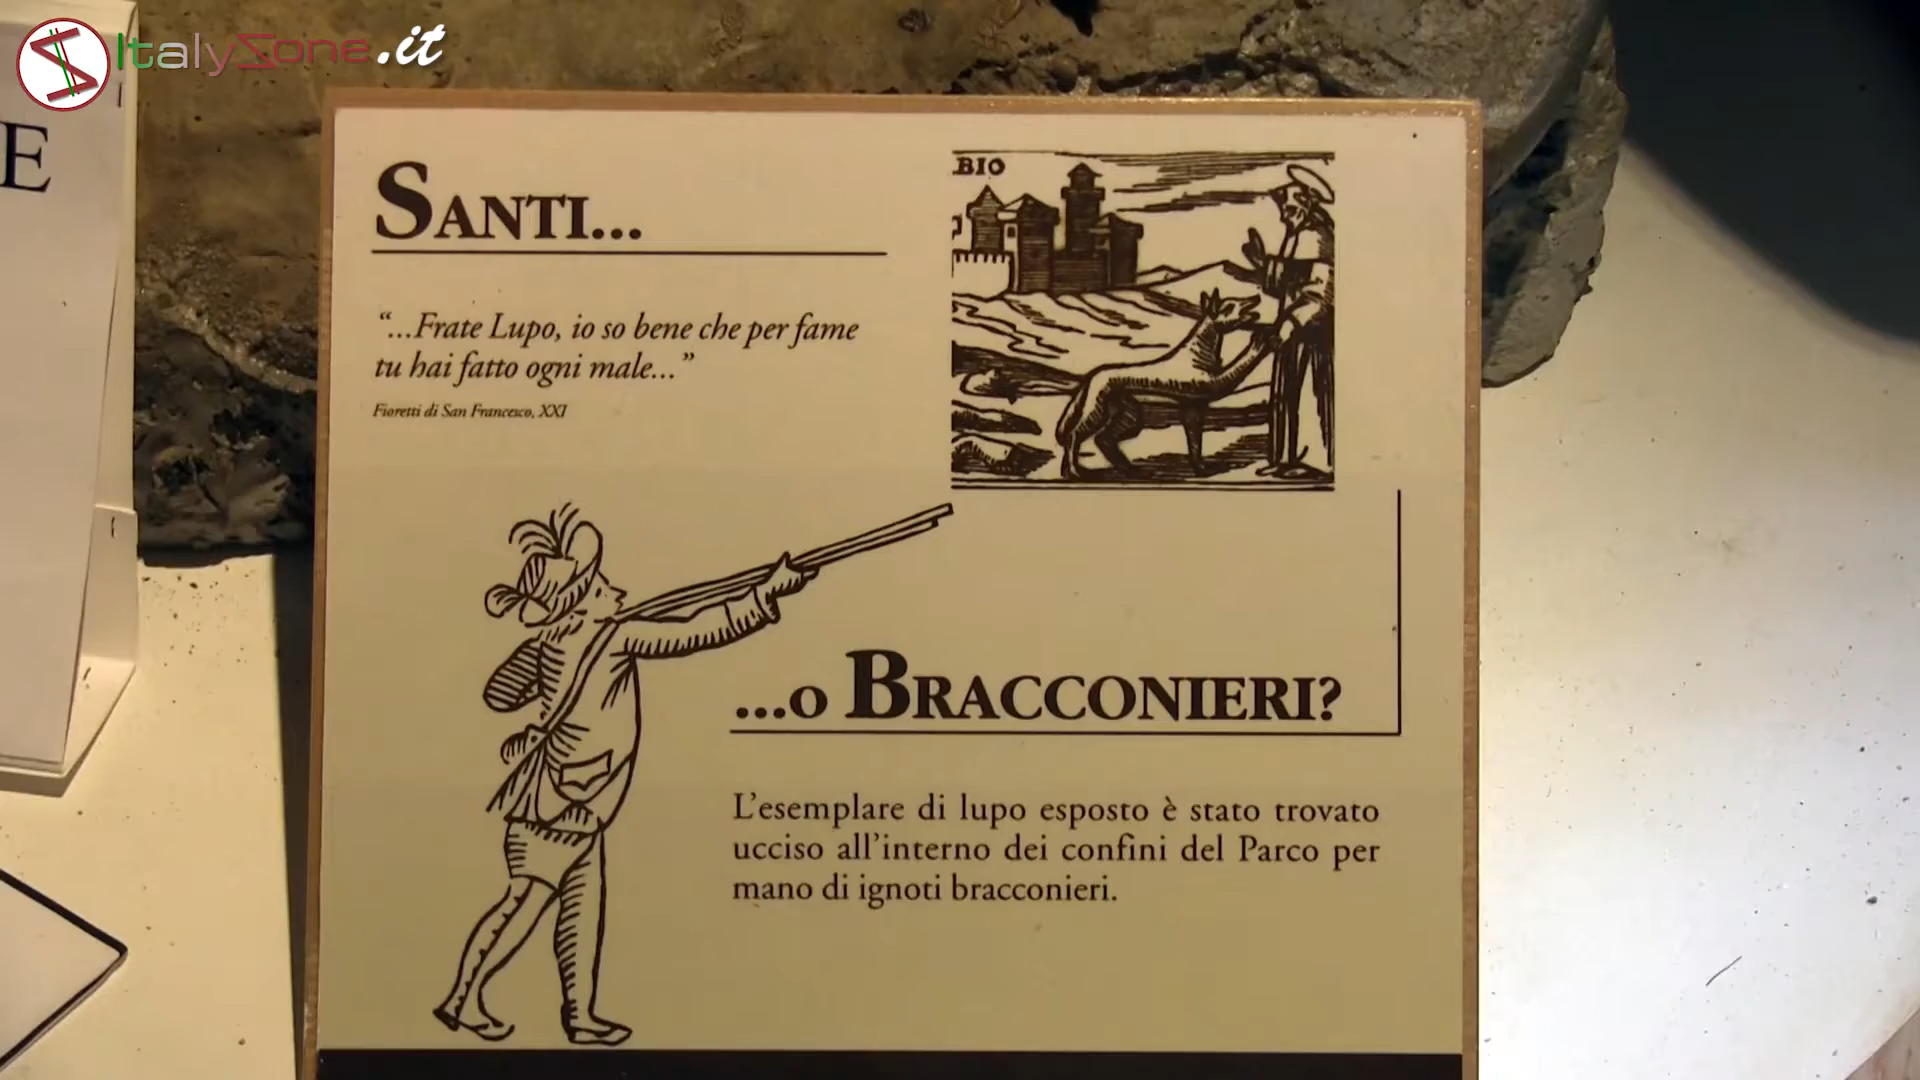 ItalyZone.it
E
SANTI...
BIO
“...Frate Lupo, io so bene che per fame
tu hai fatto ogni male...”
Fioretti di San Francesco, XXI
...o BRACCONIERI?
L'esemplare di lupo esposto è stato trovato
ucciso all'interno dei confini del Parco per
mano di ignoti bracconieri.